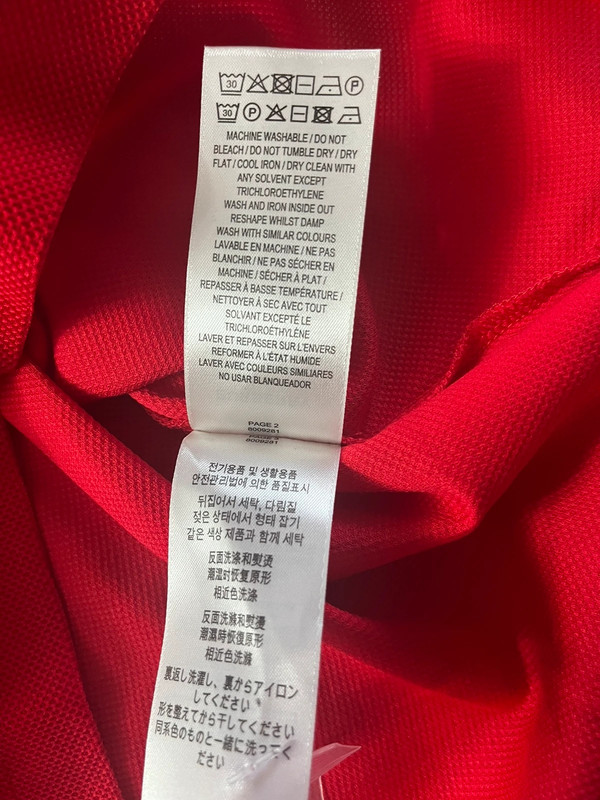 30 P
30 P
MACHINE WASHABLE / DO NOT
BLEACH / DO NOT TUMBLE DRY / DRY
FLAT / COOL IRON / DRY CLEAN WITH
ANY SOLVENT EXCEPT
TRICHLOROETHYLENE
WASH AND IRON INSIDE OUT
RESHAPE WHILST DAMP
WASH WITH SIMILAR COLOURS
LAVABLE EN MACHINE / NE PAS
BLANCHIR / NE PAS SÉCHER EN
MACHINE / SÉCHER À PLAT /
REPASSER À BASSE TEMPÉRATURE /
NETTOYER À SEC AVEC TOUT
SOLVANT EXCEPTÉ LE
TRICHLOROÉTHYLÈNE
LAVER ET REPASSER SUR L'ENVERS
REFORMER À L'ÉTAT HUMIDE
LAVER AVEC COULEURS SIMILIARES
NO USAR BLANQUEADOR
PAGE 2
8009281
PAGE 3
8009281
전기용품 및 생활용품
안전관리법에 의한 품질표시
뒤집어서 세탁, 다림질
젖은 상태에서 형태 잡기
같은 색상 제품과 함께 세탁
反面洗涤和熨烫
潮湿时恢复原形
相近色洗涤
反面洗滌和熨燙
潮濕時恢復原形
相近色洗滌
裏返し洗濯し、裏からアイロン
してください
形を整えてから干してください
同系色のものと一緒に洗ってく
ださい